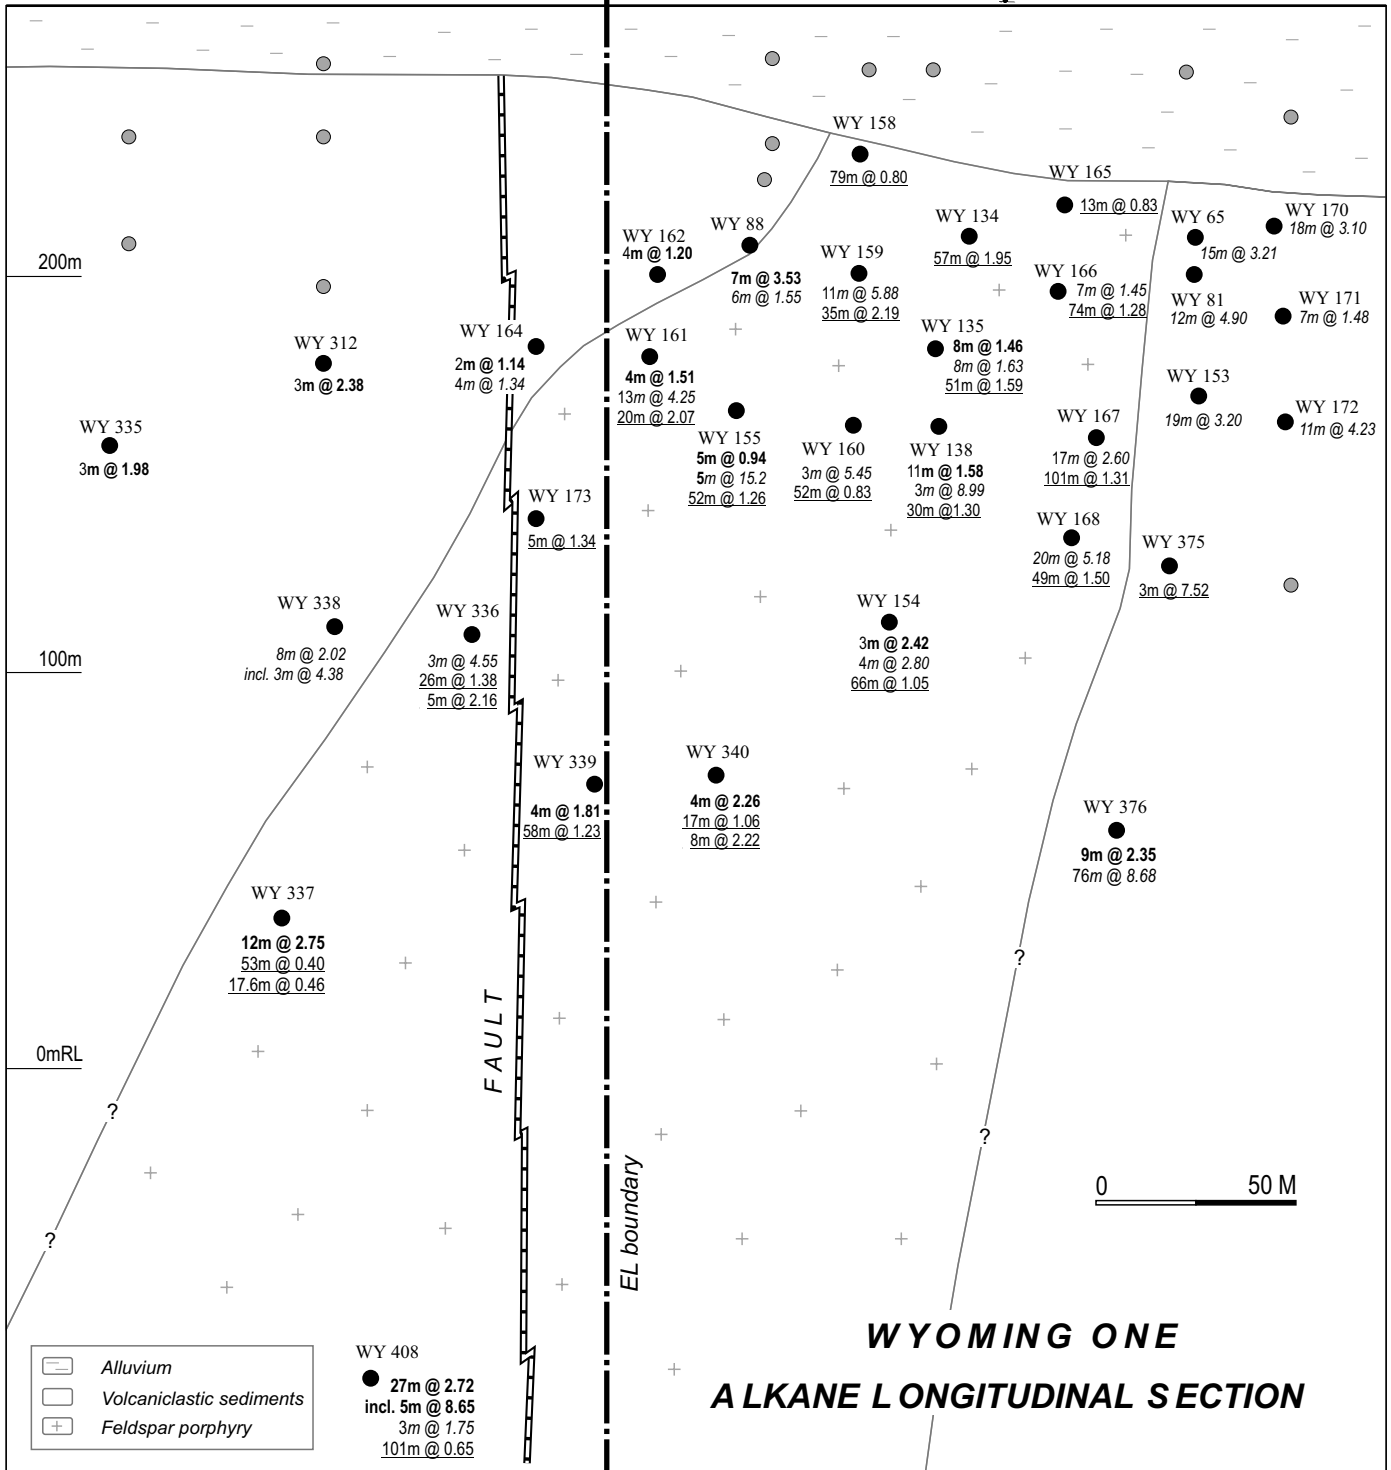 WY 158
79m @ 0.80
WY 165
13m @ 0.83
WY 162
4m @ 1.20
WY 88
7m @ 3.53
6m @ 1.55
WY 134
57m @ 1.95
WY 65
15m @ 3.21
WY 170
18m @ 3.10
200m
WY 159
11m @ 5.88
35m @ 2.19
WY 166
7m @ 1.45
74m @ 1.28
WY 81
12m @ 4.90
WY 171
7m @ 1.48
WY 312
3m @ 2.38
WY 164
2m @ 1.14
4m @ 1.34
WY 161
4m @ 1.51
13m @ 4.25
20m @ 2.07
WY 135
8m @ 1.46
8m @ 1.63
51m @ 1.59
WY 153
19m @ 3.20
WY 172
11m @ 4.23
WY 335
3m @ 1.98
WY 155
5m @ 0.94
5m @ 15.2
52m @ 1.26
WY 160
3m @ 5.45
52m @ 0.83
WY 138
11m @ 1.58
3m @ 8.99
30m @ 1.30
WY 167
17m @ 2.60
101m @ 1.31
WY 173
5m @ 1.34
WY 168
20m @ 5.18
49m @ 1.50
WY 375
3m @ 7.52
WY 338
8m @ 2.02
incl. 3m @ 4.38
WY 336
3m @ 4.55
26m @ 1.38
5m @ 2.16
WY 154
3m @ 2.42
4m @ 2.80
66m @ 1.05
100m
WY 339
4m @ 1.81
58m @ 1.23
WY 340
4m @ 2.26
17m @ 1.06
8m @ 2.22
WY 376
9m @ 2.35
76m @ 8.68
WY 337
12m @ 2.75
53m @ 0.40
17.6m @ 0.46
?
FAULT
0mRL
?
?
?
EL boundary
0 50 M
WYOMING ONE
ALKANE LONGITUDINAL SECTION
Alluvium
Volcaniclastic sediments
Feldspar porphyry
WY 408
27m @ 2.72
incl. 5m @ 8.65
3m @ 1.75
101m @ 0.65